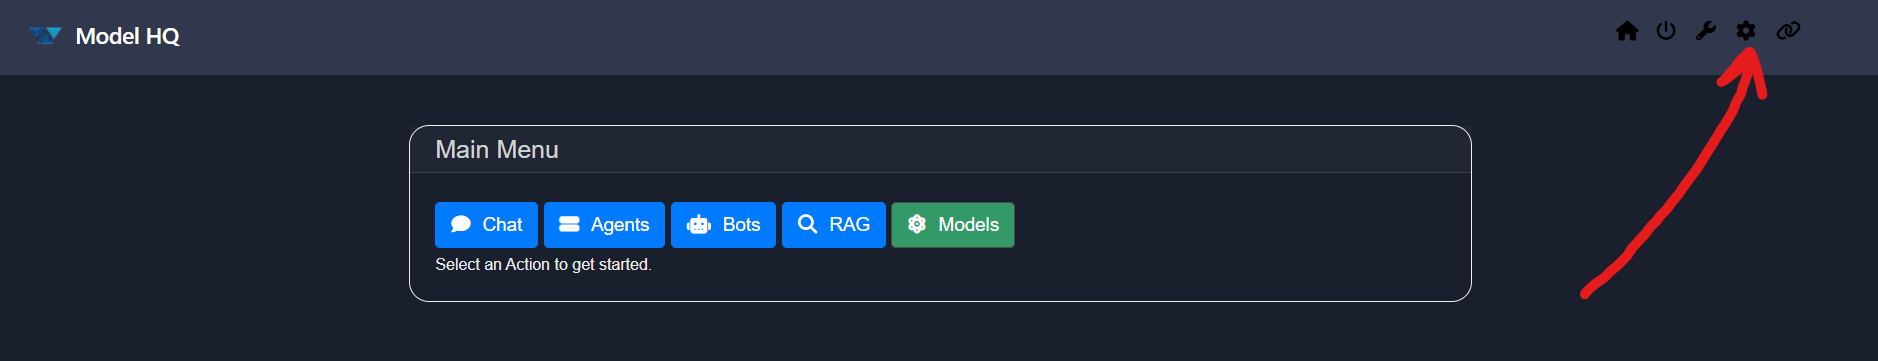 Model HQ
Main Menu
Chat Agents Bots RAG Models
Select an Action to get started.